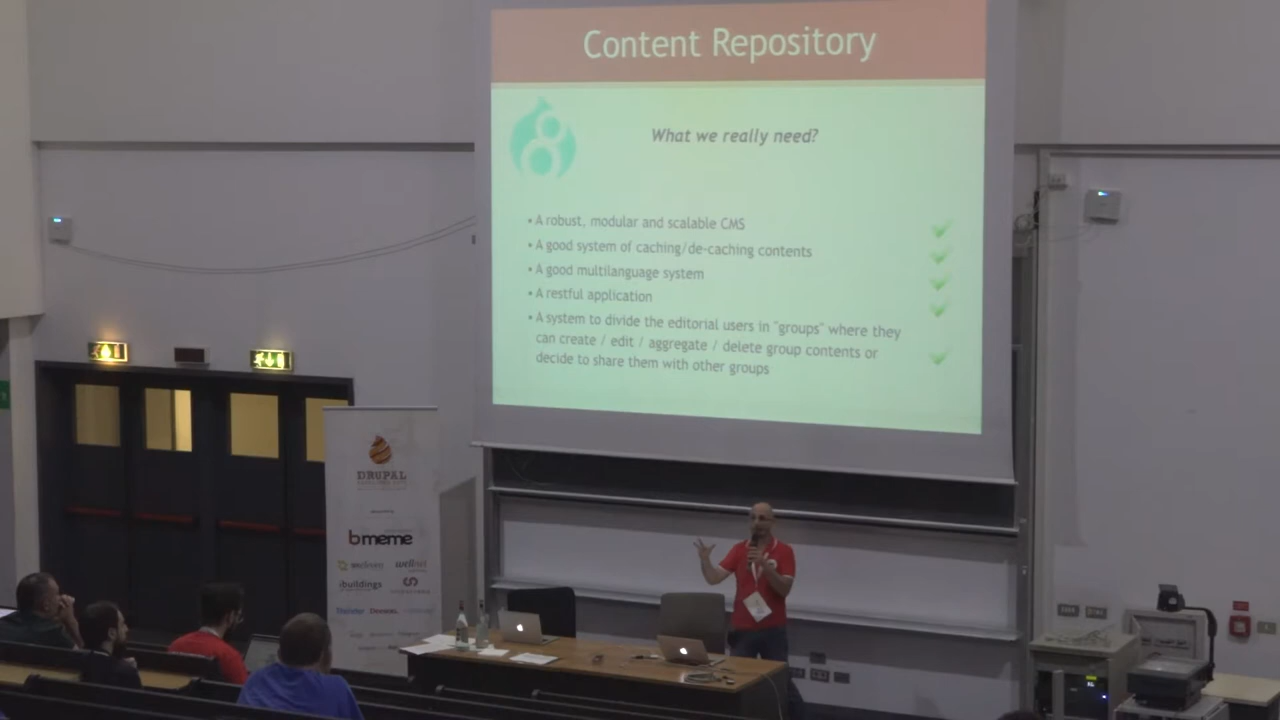 Content Repository
What we really need?
• A robust, modular and scalable CMS
• A good system of caching/de-caching contents
• A good multilanguage system
• A restful application
• A system to divide the editorial users in "groups" where they
can create / edit / aggregate / delete group contents or
decide to share them with other groups
DRUPAL
bmeme
wellnet
buildings